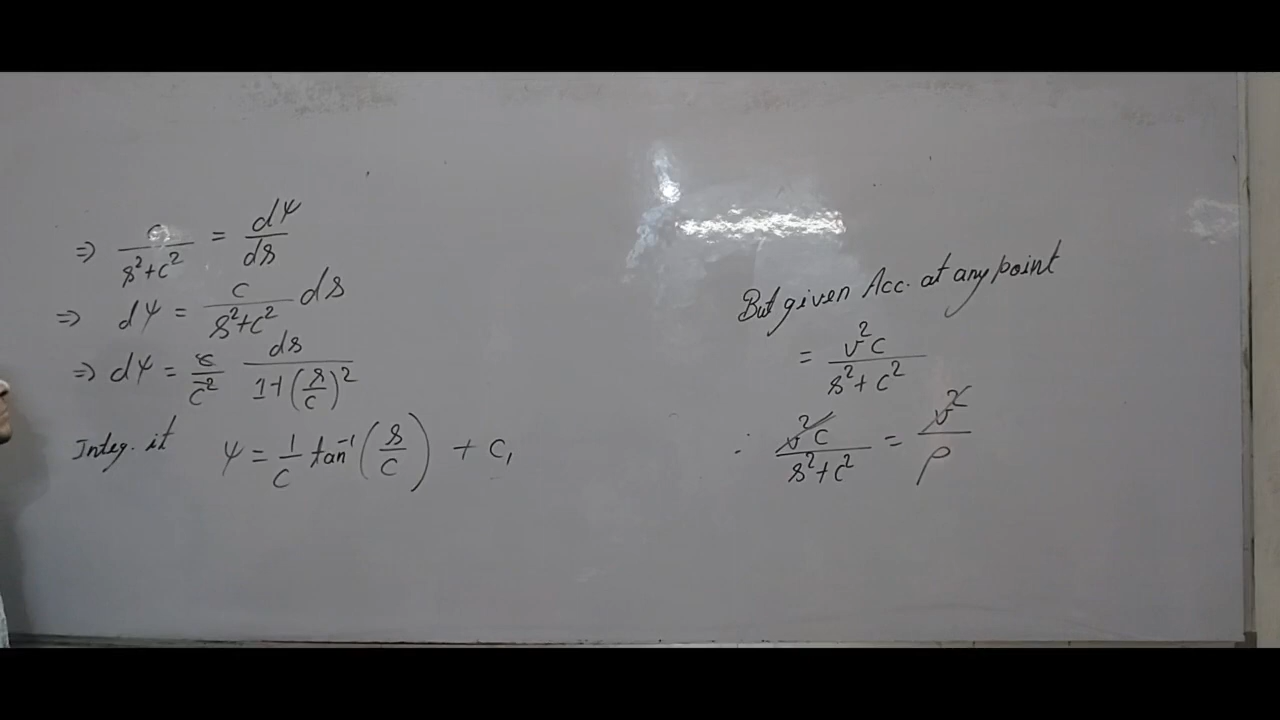 ⇒ c/(s²+c²) = dψ/ds
⇒ dψ = c/(s²+c²) ds
⇒ dψ = c/c² ds/(1+(s/c)²)
Integ. it ψ = 1/c tan⁻¹(s/c) + C₁
But given Acc. at any point
= v²c/(s²+c²)
∴ v²c/(s²+c²) = v²/ρ